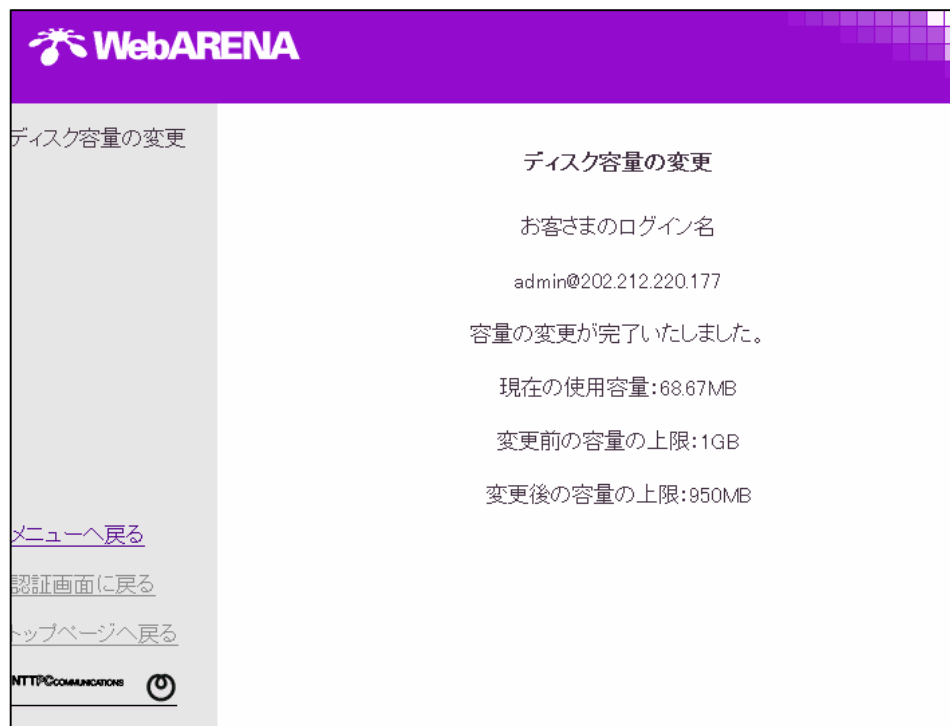 WebARENA
ディスク容量の変更
ディスク容量の変更
お客さまのログイン名
admin@202.212.220.177
容量の変更が完了いたしました。
現在の使用容量:68.67MB
変更前の容量の上限:1GB
変更後の容量の上限:950MB
メニューへ戻る
認証画面に戻る
トップページへ戻る
NTTPC COMMUNICATIONS